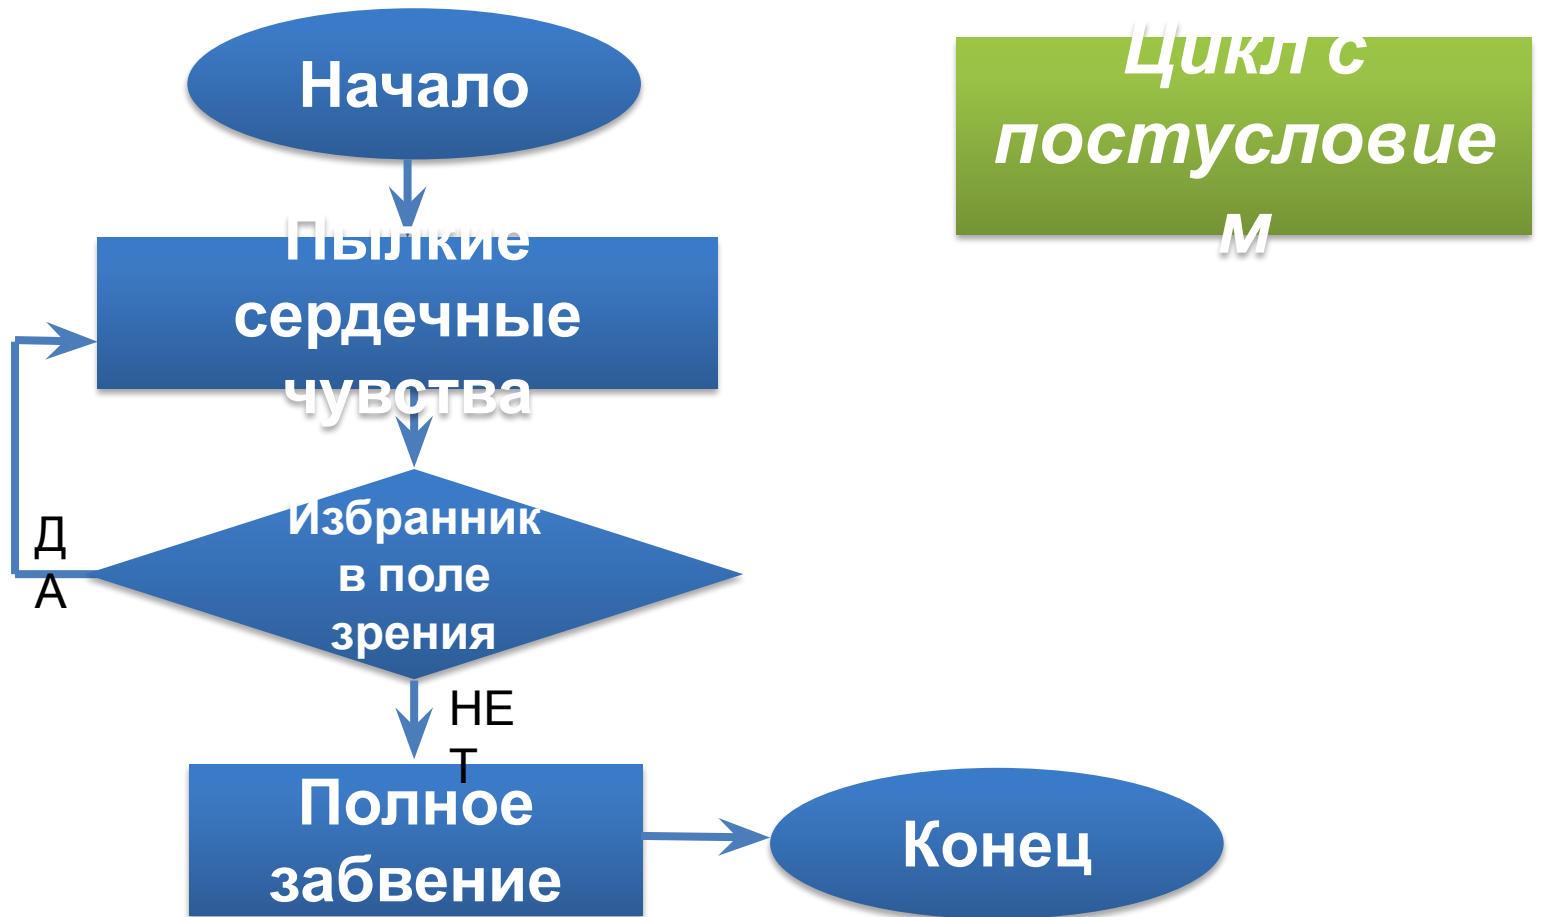 Начало
Цикл с
постусловие
м
Пылкие
сердечные
чувства
Избранник
в поле
зрения
Д
А
НЕ
Т
Полное
забвение
Конец